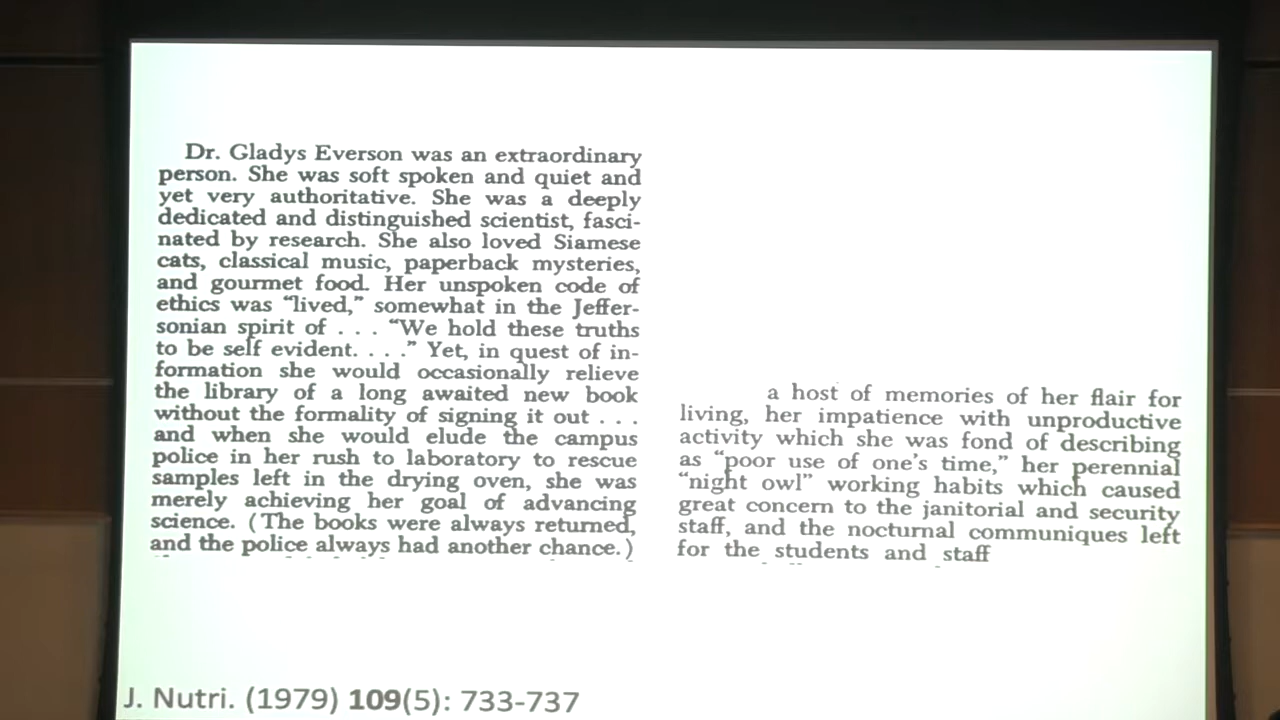 Dr. Gladys Everson was an extraordinary
person. She was soft spoken and quiet and
yet very authoritative. She was a deeply
dedicated and distinguished scientist, fasci-
nated by research. She also loved Siamese
cats, classical music, paperback mysteries,
and gourmet food. Her unspoken code of
ethics was “lived,” somewhat in the Jeffer-
sonian spirit of . . . “We hold these truths
to be self evident. . . .” Yet, in quest of in-
formation she would occasionally relieve
the library of a long awaited new book
without the formality of signing it out . . .
and when she would elude the campus
police in her rush to laboratory to rescue
samples left in the drying oven, she was
merely achieving her goal of advancing
science. (The books were always returned,
and the police always had another chance.)
a host of memories of her flair for
living, her impatience with unproductive
activity which she was fond of describing
as “poor use of one’s time,” her perennial
“night owl” working habits which caused
great concern to the janitorial and security
staff, and the nocturnal communiques left
for the students and staff
J. Nutri. (1979) 109(5): 733-737